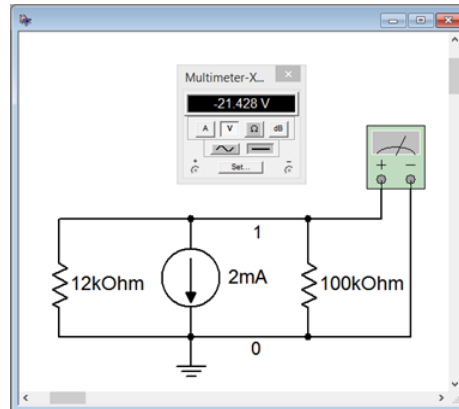 Multimeter-X...
-21.428 V
A V Ω dB
+ Set... −
+ −
1
12kOhm 2mA 100kOhm
0